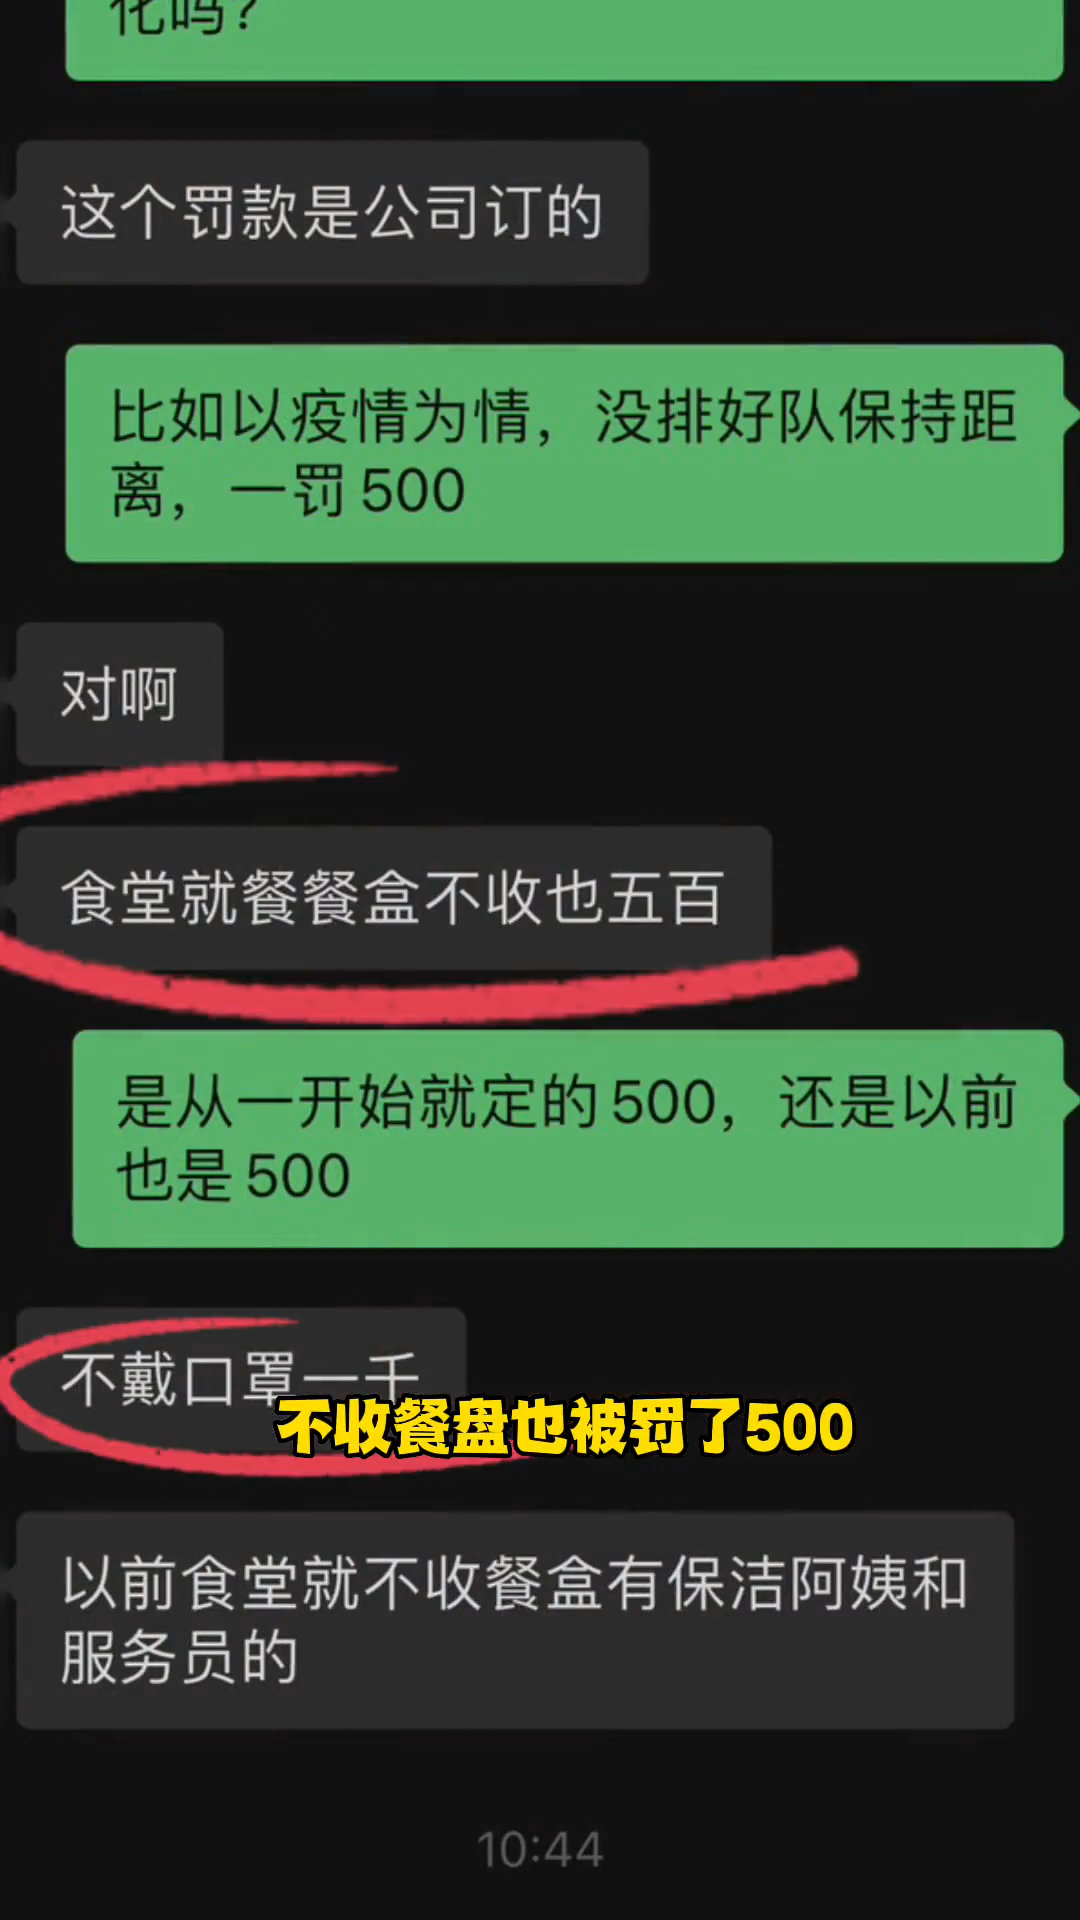 化吗？
这个罚款是公司订的
比如以疫情为情，没排好队保持距
离，一罚500
对啊
食堂就餐餐盒不收也五百
是从一开始就定的500，还是以前
也是500
不戴口罩一千
不收餐盘也被罚了500
以前食堂就不收餐盒有保洁阿姨和
服务员的
10:44